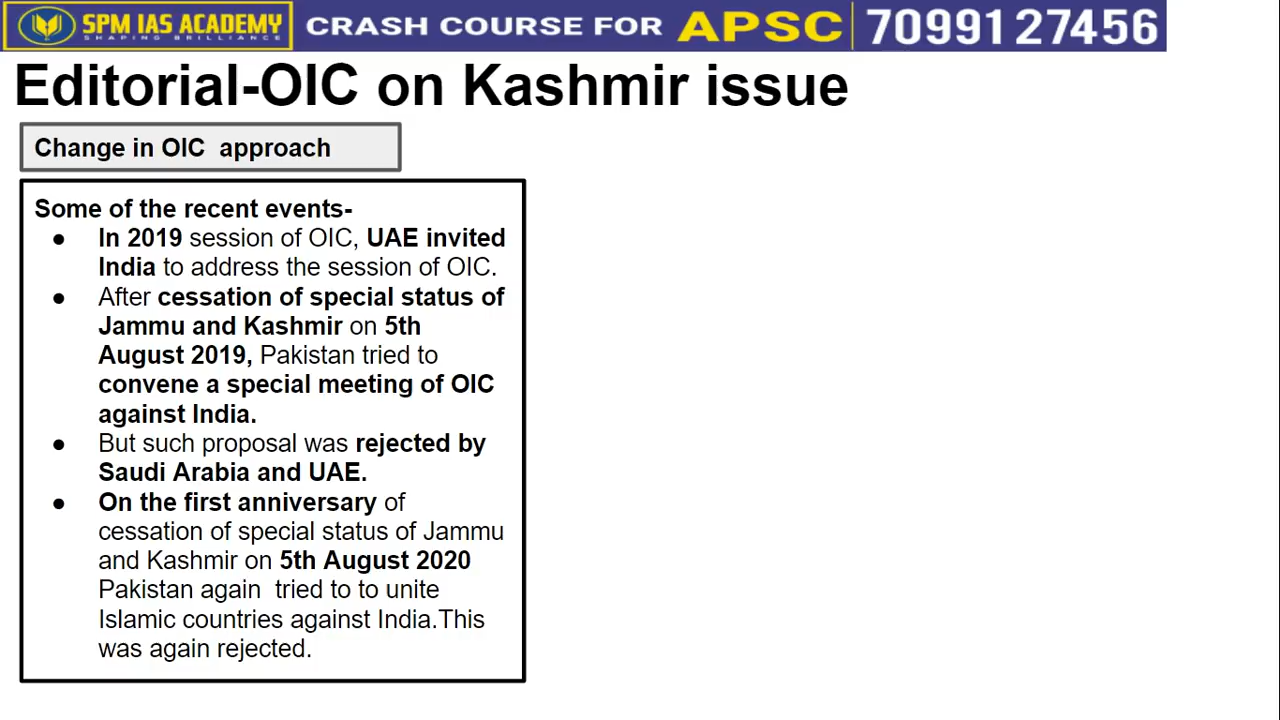 SPM IAS ACADEMY
SHAPING BRILLIANCE
CRASH COURSE FOR APSC 70991 27456
Editorial-OIC on Kashmir issue
Change in OIC  approach
Some of the recent events-
● In 2019 session of OIC, UAE invited
India to address the session of OIC.
● After cessation of special status of
Jammu and Kashmir on 5th
August 2019, Pakistan tried to
convene a special meeting of OIC
against India.
● But such proposal was rejected by
Saudi Arabia and UAE.
● On the first anniversary of
cessation of special status of Jammu
and Kashmir on 5th August 2020
Pakistan again  tried to to unite
Islamic countries against India.This
was again rejected.